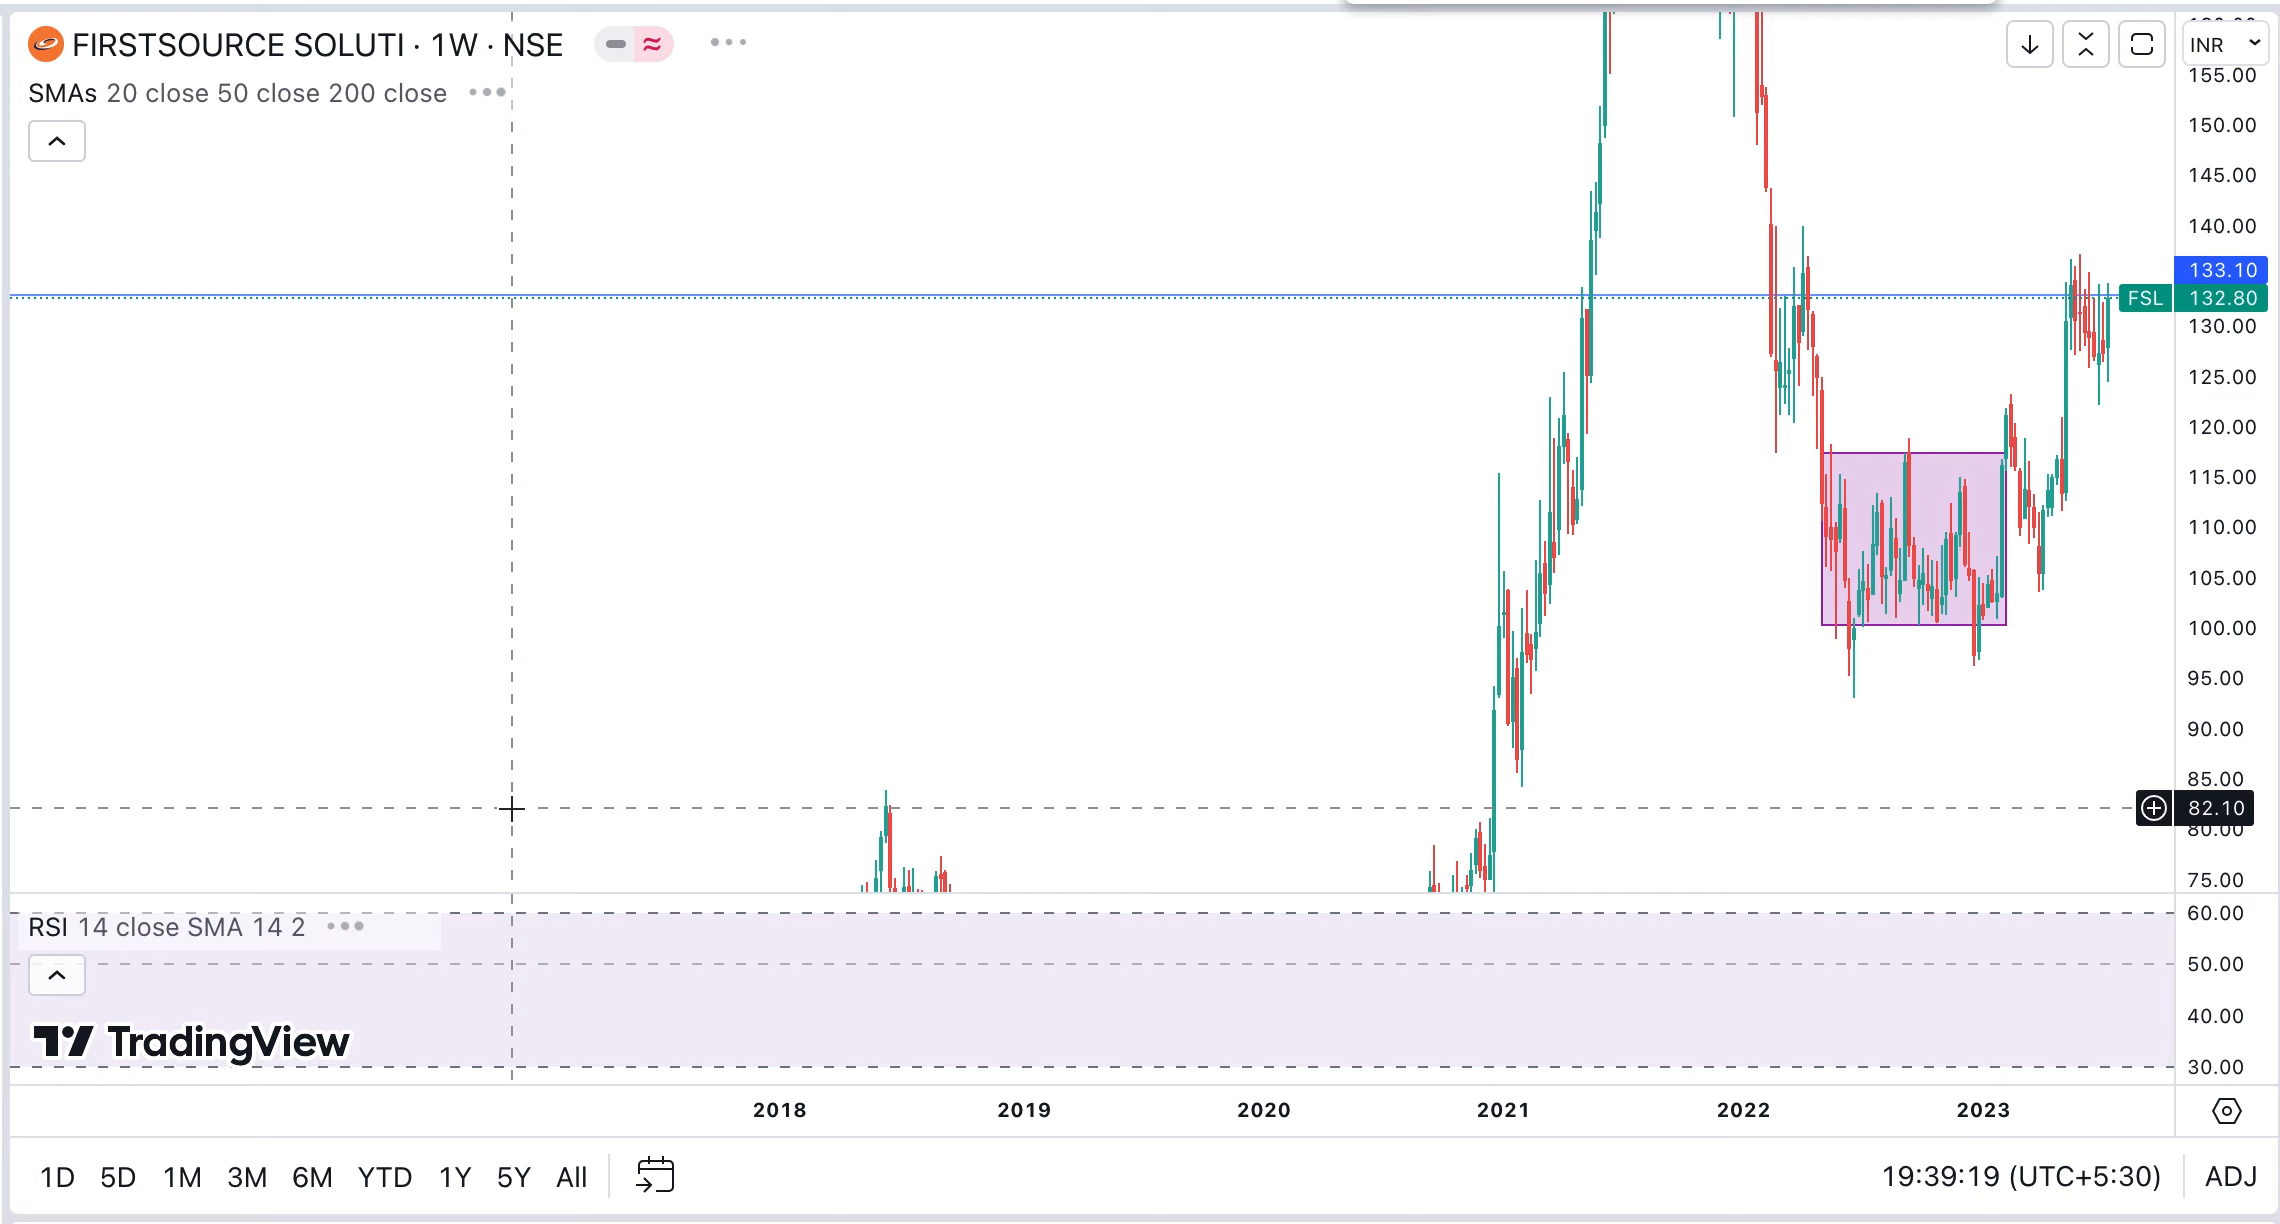 FIRSTSOURCE SOLUTI · 1W · NSE
INR
SMAs 20 close 50 close 200 close
155.00
150.00
145.00
140.00
133.10
FSL 132.80
130.00
125.00
120.00
115.00
110.00
105.00
100.00
95.00
90.00
85.00
82.10
80.00
75.00
RSI 14 close SMA 14 2
60.00
50.00
40.00
30.00
TradingView
2018 2019 2020 2021 2022 2023
1D 5D 1M 3M 6M YTD 1Y 5Y All
19:39:19 (UTC+5:30) ADJ